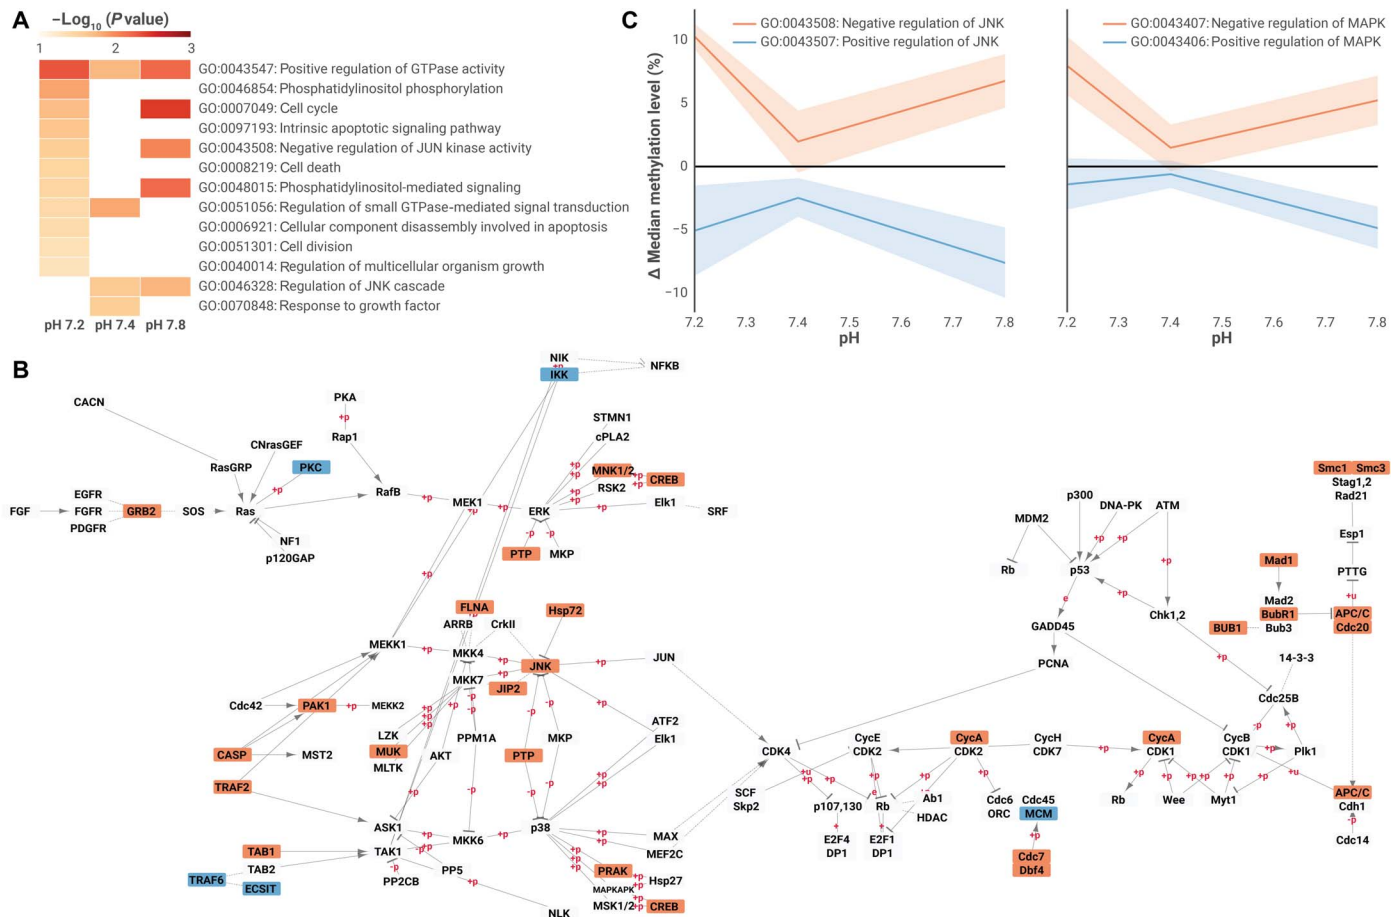 A
−Log10 (P value)
1 2 3
GO:0043547: Positive regulation of GTPase activity
GO:0046854: Phosphatidylinositol phosphorylation
GO:0007049: Cell cycle
GO:0097193: Intrinsic apoptotic signaling pathway
GO:0043508: Negative regulation of JUN kinase activity
GO:0008219: Cell death
GO:0048015: Phosphatidylinositol-mediated signaling
GO:0051056: Regulation of small GTPase-mediated signal transduction
GO:0006921: Cellular component disassembly involved in apoptosis
GO:0051301: Cell division
GO:0040014: Regulation of multicellular organism growth
GO:0046328: Regulation of JNK cascade
GO:0070848: Response to growth factor
pH 7.2 pH 7.4 pH 7.8
C
GO:0043508: Negative regulation of JNK
GO:0043507: Positive regulation of JNK
Δ Median methylation level (%)
10
5
0
−5
−10
7.2 7.3 7.4 7.5 7.6 7.7 7.8
pH
GO:0043407: Negative regulation of MAPK
GO:0043406: Positive regulation of MAPK
7.2 7.3 7.4 7.5 7.6 7.7 7.8
pH
B
NIK
+p
IKK
NFKB
CACN
PKA
+p
Rap1
STMN1
cPLA2
CNrasGEF
RasGRP
PKC
+p
+p
+p
MNK1/2
+p
CREB
+p
RSK2
+p
RafB
+p
MEK1
+p
+p
ERK
+p
Elk1
SRF
EGFR
FGF
FGFR
GRB2
SOS
Ras
PDGFR
NF1
p120GAP
-p
-p
PTP
MKP
+p
FLNA
Hsp72
ARRB
CrkII
MEKK1
+p
MKK4
+p
JNK
+p
JUN
MKK7
+p
JIP2
Cdc42
PAK1
+p
MEKK2
-p
-p
-p
+p
+p
+p
LZK
MUK
MLTK
PPM1A
ATF2
Elk1
CASP
MST2
AKT
PTP
MKP
TRAF2
+p
-p
-p
-p
+p
+p
ASK1
+p
MKK6
+p
p38
+p
+p
MAX
MEF2C
TAB1
TAB2
TAK1
+p
+p
TRAF6
ECSIT
-p
PP2CB
PP5
+p
NLK
+p
+p
+p
PRAK
+p
Hsp27
MAPKAPK
+p
MSK1/2
+p
CREB
p300
DNA-PK
ATM
MDM2
+p
+p
+p
Rb
p53
e
+p
Chk1,2
GADD45
PCNA
+p
Smc1
Smc3
Stag1,2
Rad21
Esp1
PTTG
+u
Mad1
Mad2
BubR1
BUB1
Bub3
APC/C
Cdc20
14-3-3
Cdc25B
-p
+p
CDK4
CycE
CDK2
CycA
CDK2
CycH
CDK7
+p
CycA
CDK1
CycB
CDK1
+p
Plk1
+u
+p
+u
+p
+p
e
+p
+p
+p
+p
+p
+p
SCF
Skp2
p107,130
Rb
Ab1
HDAC
Cdc6
ORC
Cdc45
MCM
Rb
Wee
Myt1
+p
APC/C
Cdh1
-p
Cdc14
+p
+
+p
E2F4
DP1
E2F1
DP1
+p
Cdc7
Dbf4